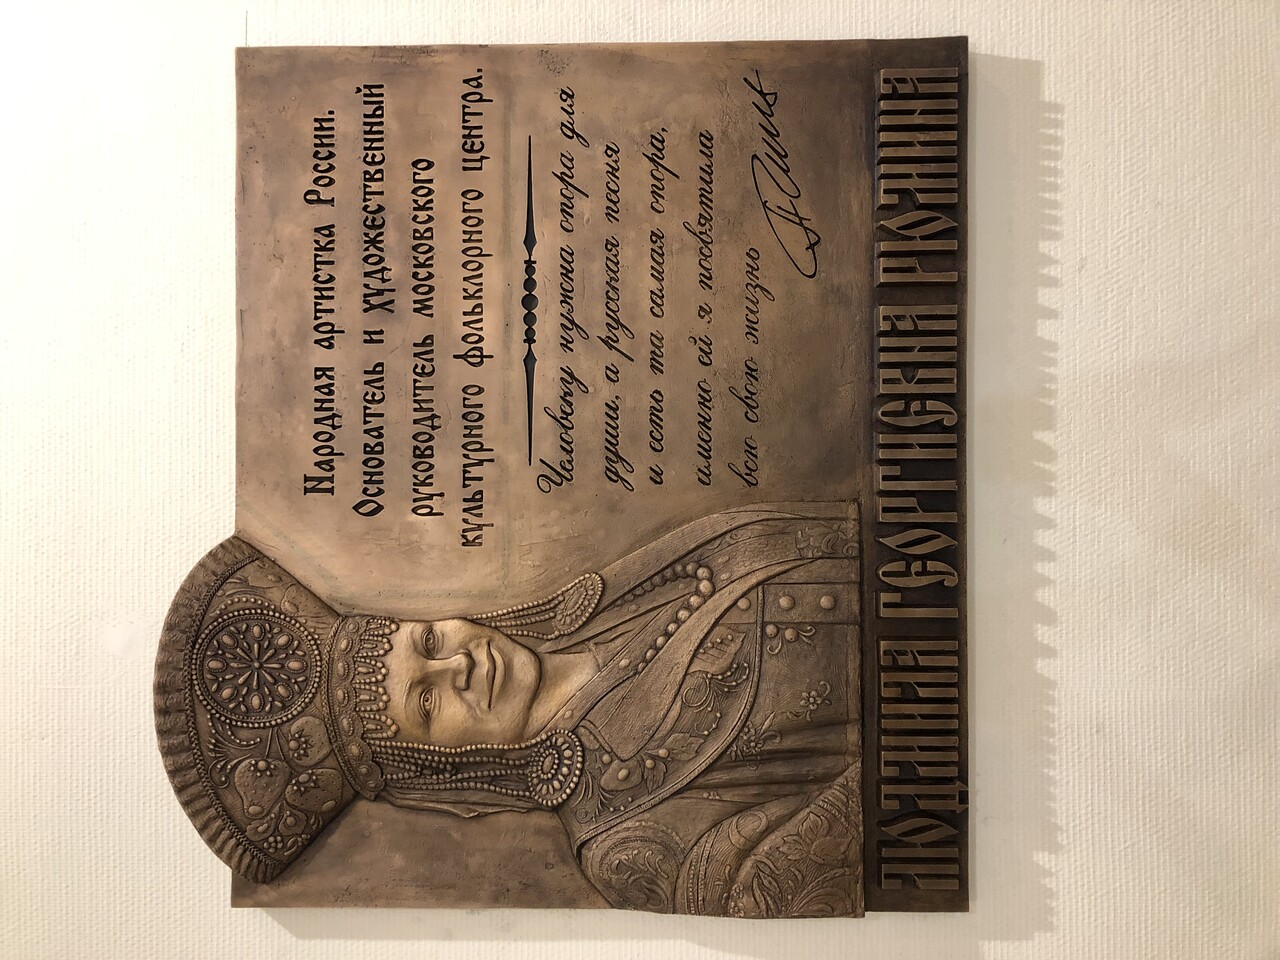 Народная артистка России.
Основатель и художественный
руководитель московского
культурного фольклорного центра.
Человеку нужна опора для
души, а русская песня
и есть та самая опора,
именно ей я посвятила
всю свою жизнь
ЛЮДМИЛА ГЕОРГИЕВНА РЮМИНА